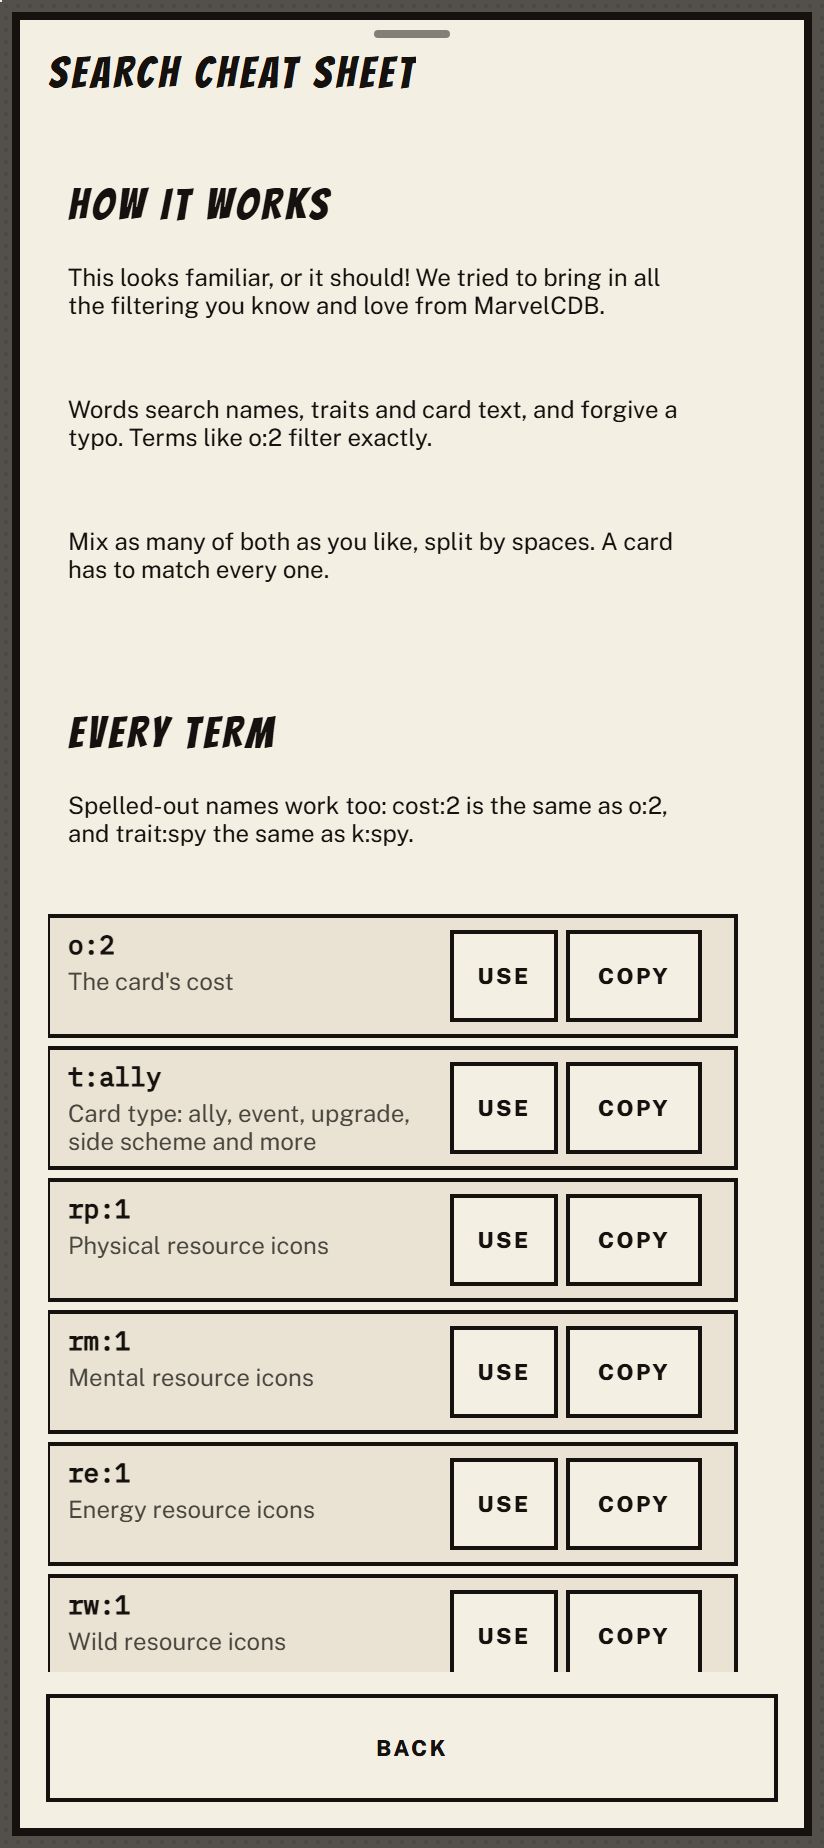 SEARCH CHEAT SHEET
HOW IT WORKS
This looks familiar, or it should! We tried to bring in all
the filtering you know and love from MarvelCDB.
Words search names, traits and card text, and forgive a
typo. Terms like o:2 filter exactly.
Mix as many of both as you like, split by spaces. A card
has to match every one.
EVERY TERM
Spelled-out names work too: cost:2 is the same as o:2,
and trait:spy the same as k:spy.
o:2
The card's cost
USE
COPY
t:ally
Card type: ally, event, upgrade,
side scheme and more
USE
COPY
rp:1
Physical resource icons
USE
COPY
rm:1
Mental resource icons
USE
COPY
re:1
Energy resource icons
USE
COPY
rw:1
Wild resource icons
USE
COPY
BACK